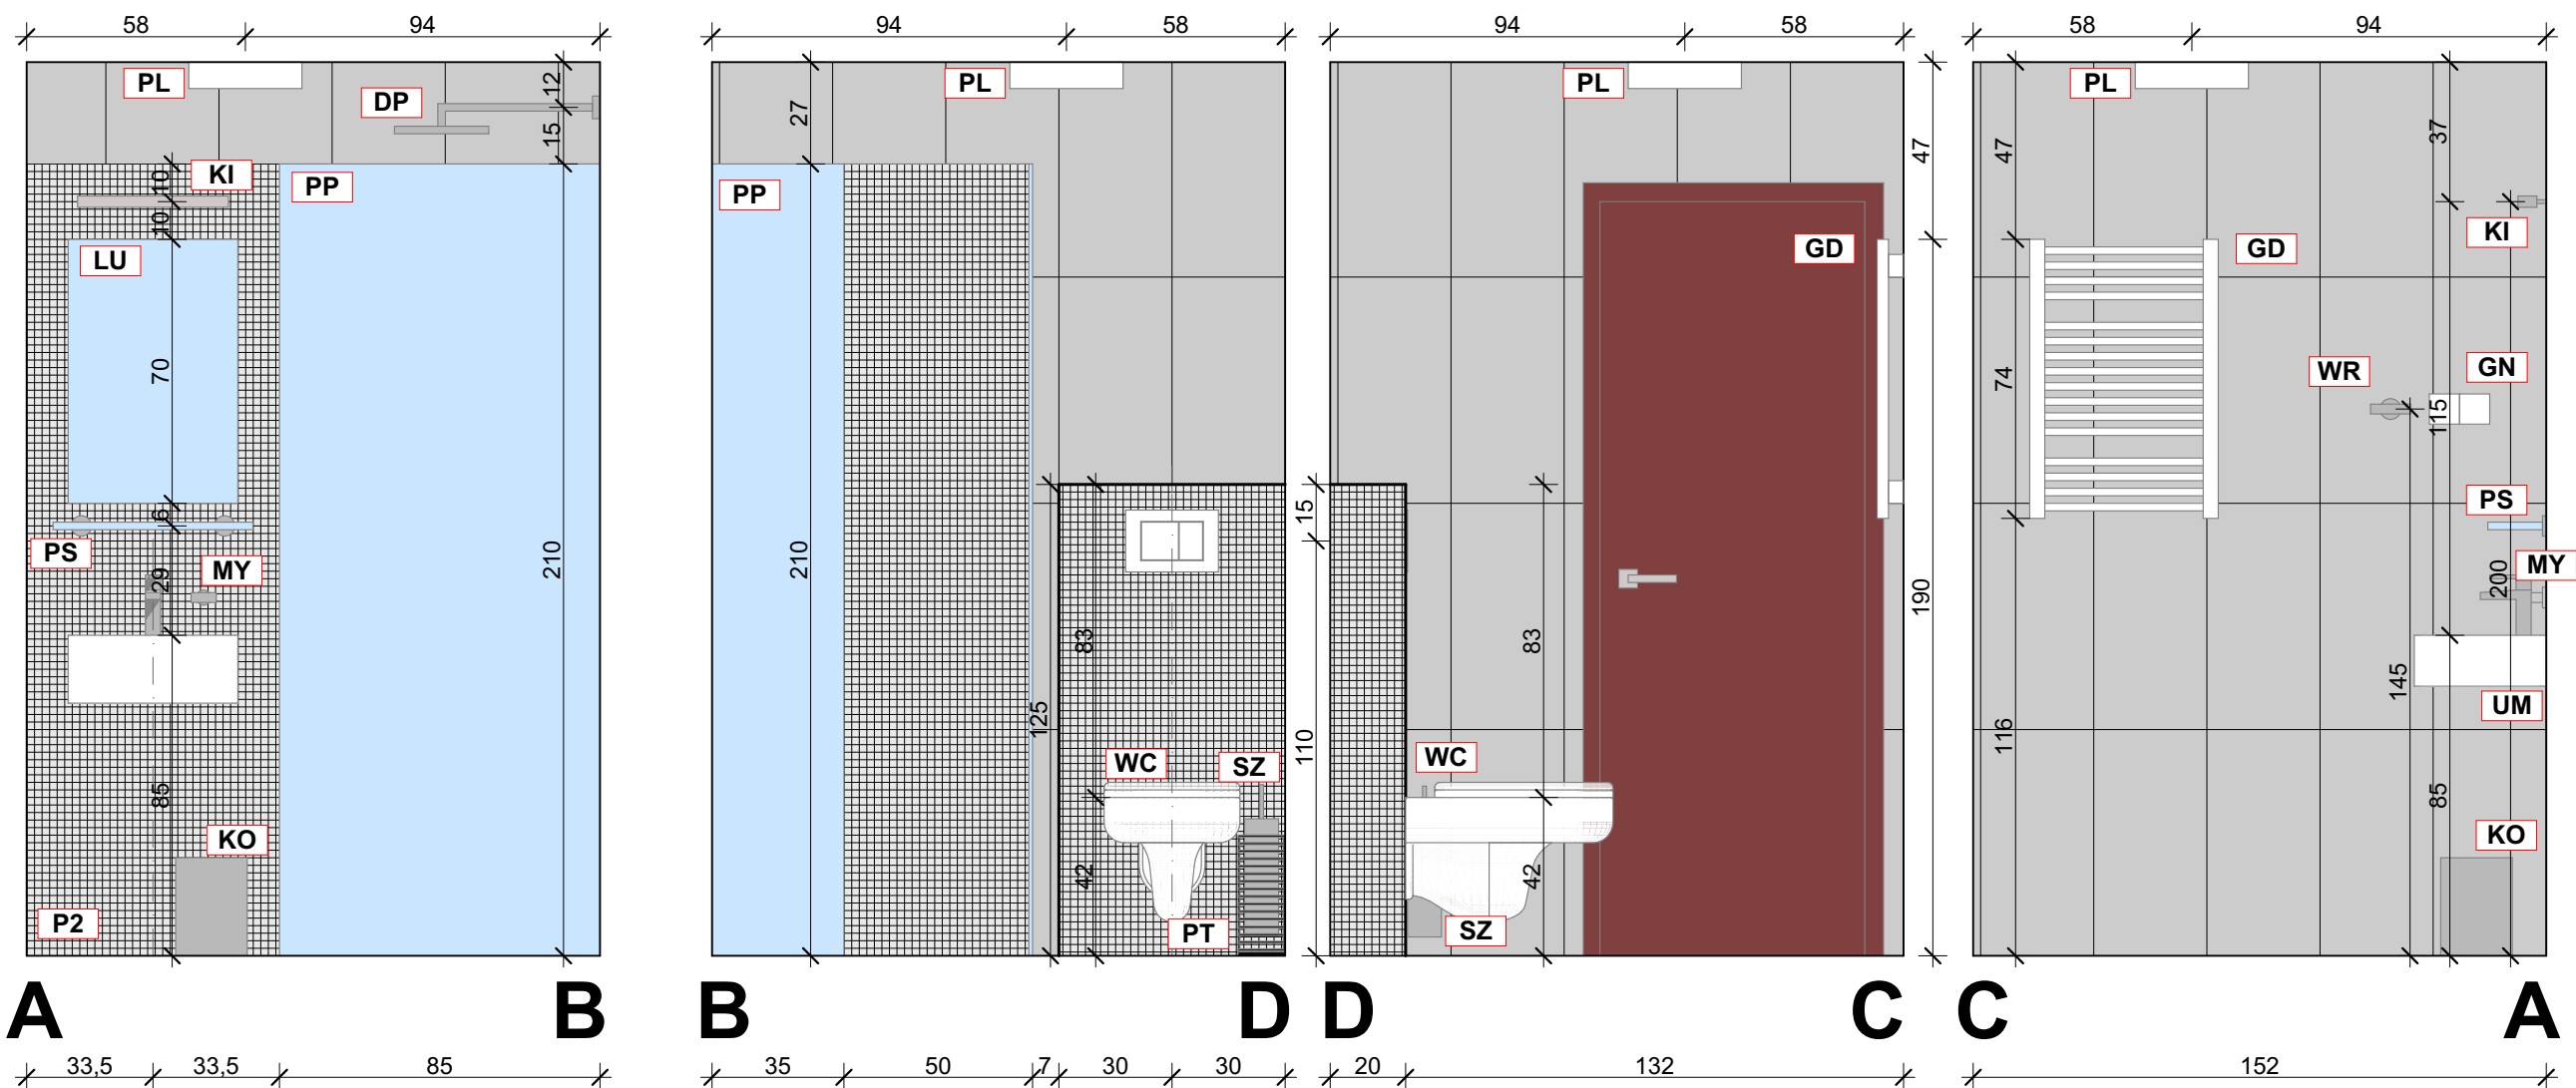 58 94
94 58
94 58
58 94
PL
DP
12
15
KI
10
10
PP
LU
70
6
PS
29
MY
210
85
KO
P2
PL
27
PP
210
125
83
WC
SZ
42
PT
PL
15
110
GD
47
190
83
WC
42
SZ
PL
47
37
KI
GD
74
WR
GN
115
PS
MY
200
145
UM
116
85
KO
A B
B D
D C
C A
33,5 33,5 85
35 50 7 30 30
20 132
152